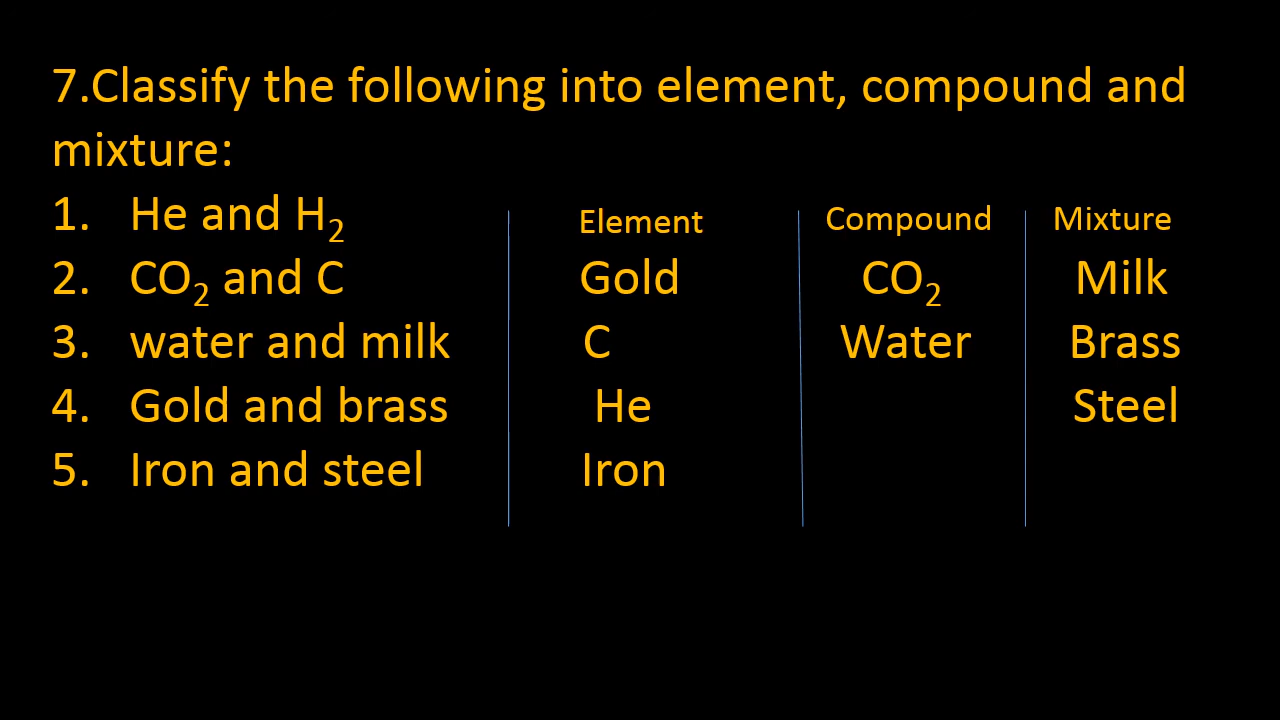 7.Classify the following into element, compound and
mixture:
1. He and H₂
2. CO₂ and C
3. water and milk
4. Gold and brass
5. Iron and steel
Element
Gold
C
He
Iron
Compound
CO₂
Water
Mixture
Milk
Brass
Steel